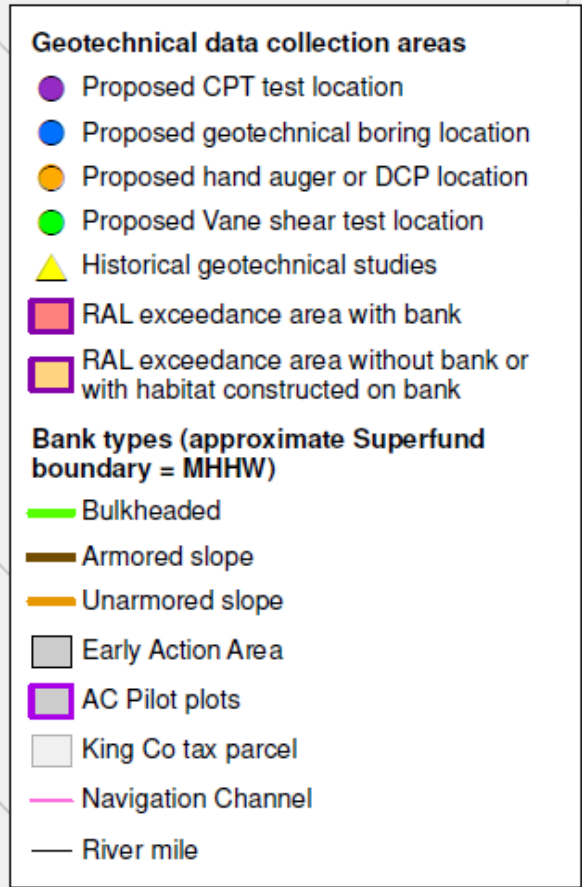 Geotechnical data collection areas
Proposed CPT test location
Proposed geotechnical boring location
Proposed hand auger or DCP location
Proposed Vane shear test location
Historical geotechnical studies
RAL exceedance area with bank
RAL exceedance area without bank or
with habitat constructed on bank
Bank types (approximate Superfund
boundary = MHHW)
Bulkheaded
Armored slope
Unarmored slope
Early Action Area
AC Pilot plots
King Co tax parcel
Navigation Channel
River mile